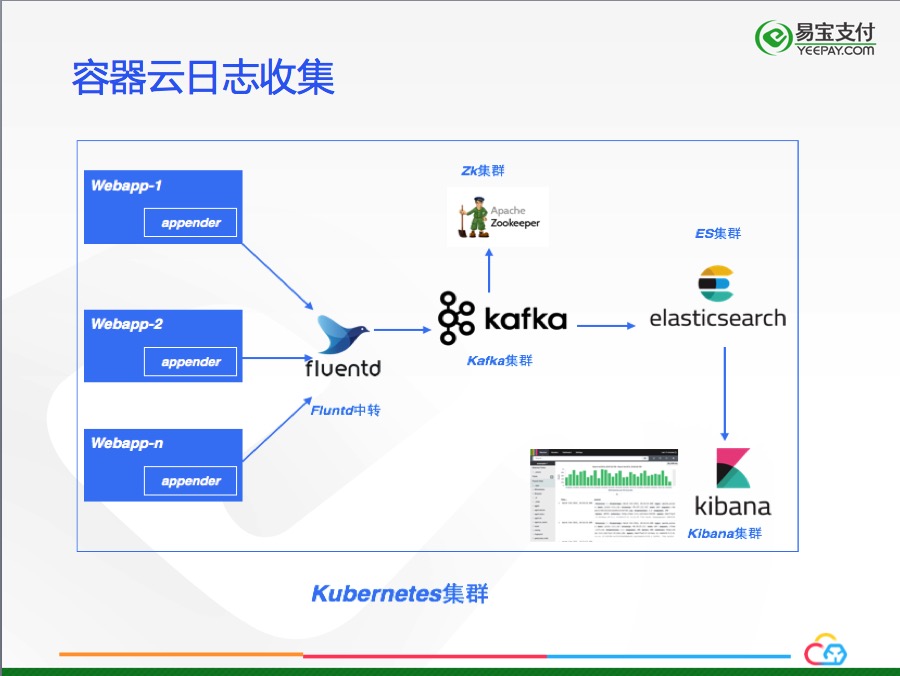 易宝支付
YEEPAY.COM
容器云日志收集
Webapp-1
appender
Webapp-2
appender
Webapp-n
appender
fluentd
Fluntd中转
Zk集群
Apache
Zookeeper
kafka
Kafka集群
ES集群
elasticsearch
kibana
Kibana集群
Kubernetes集群